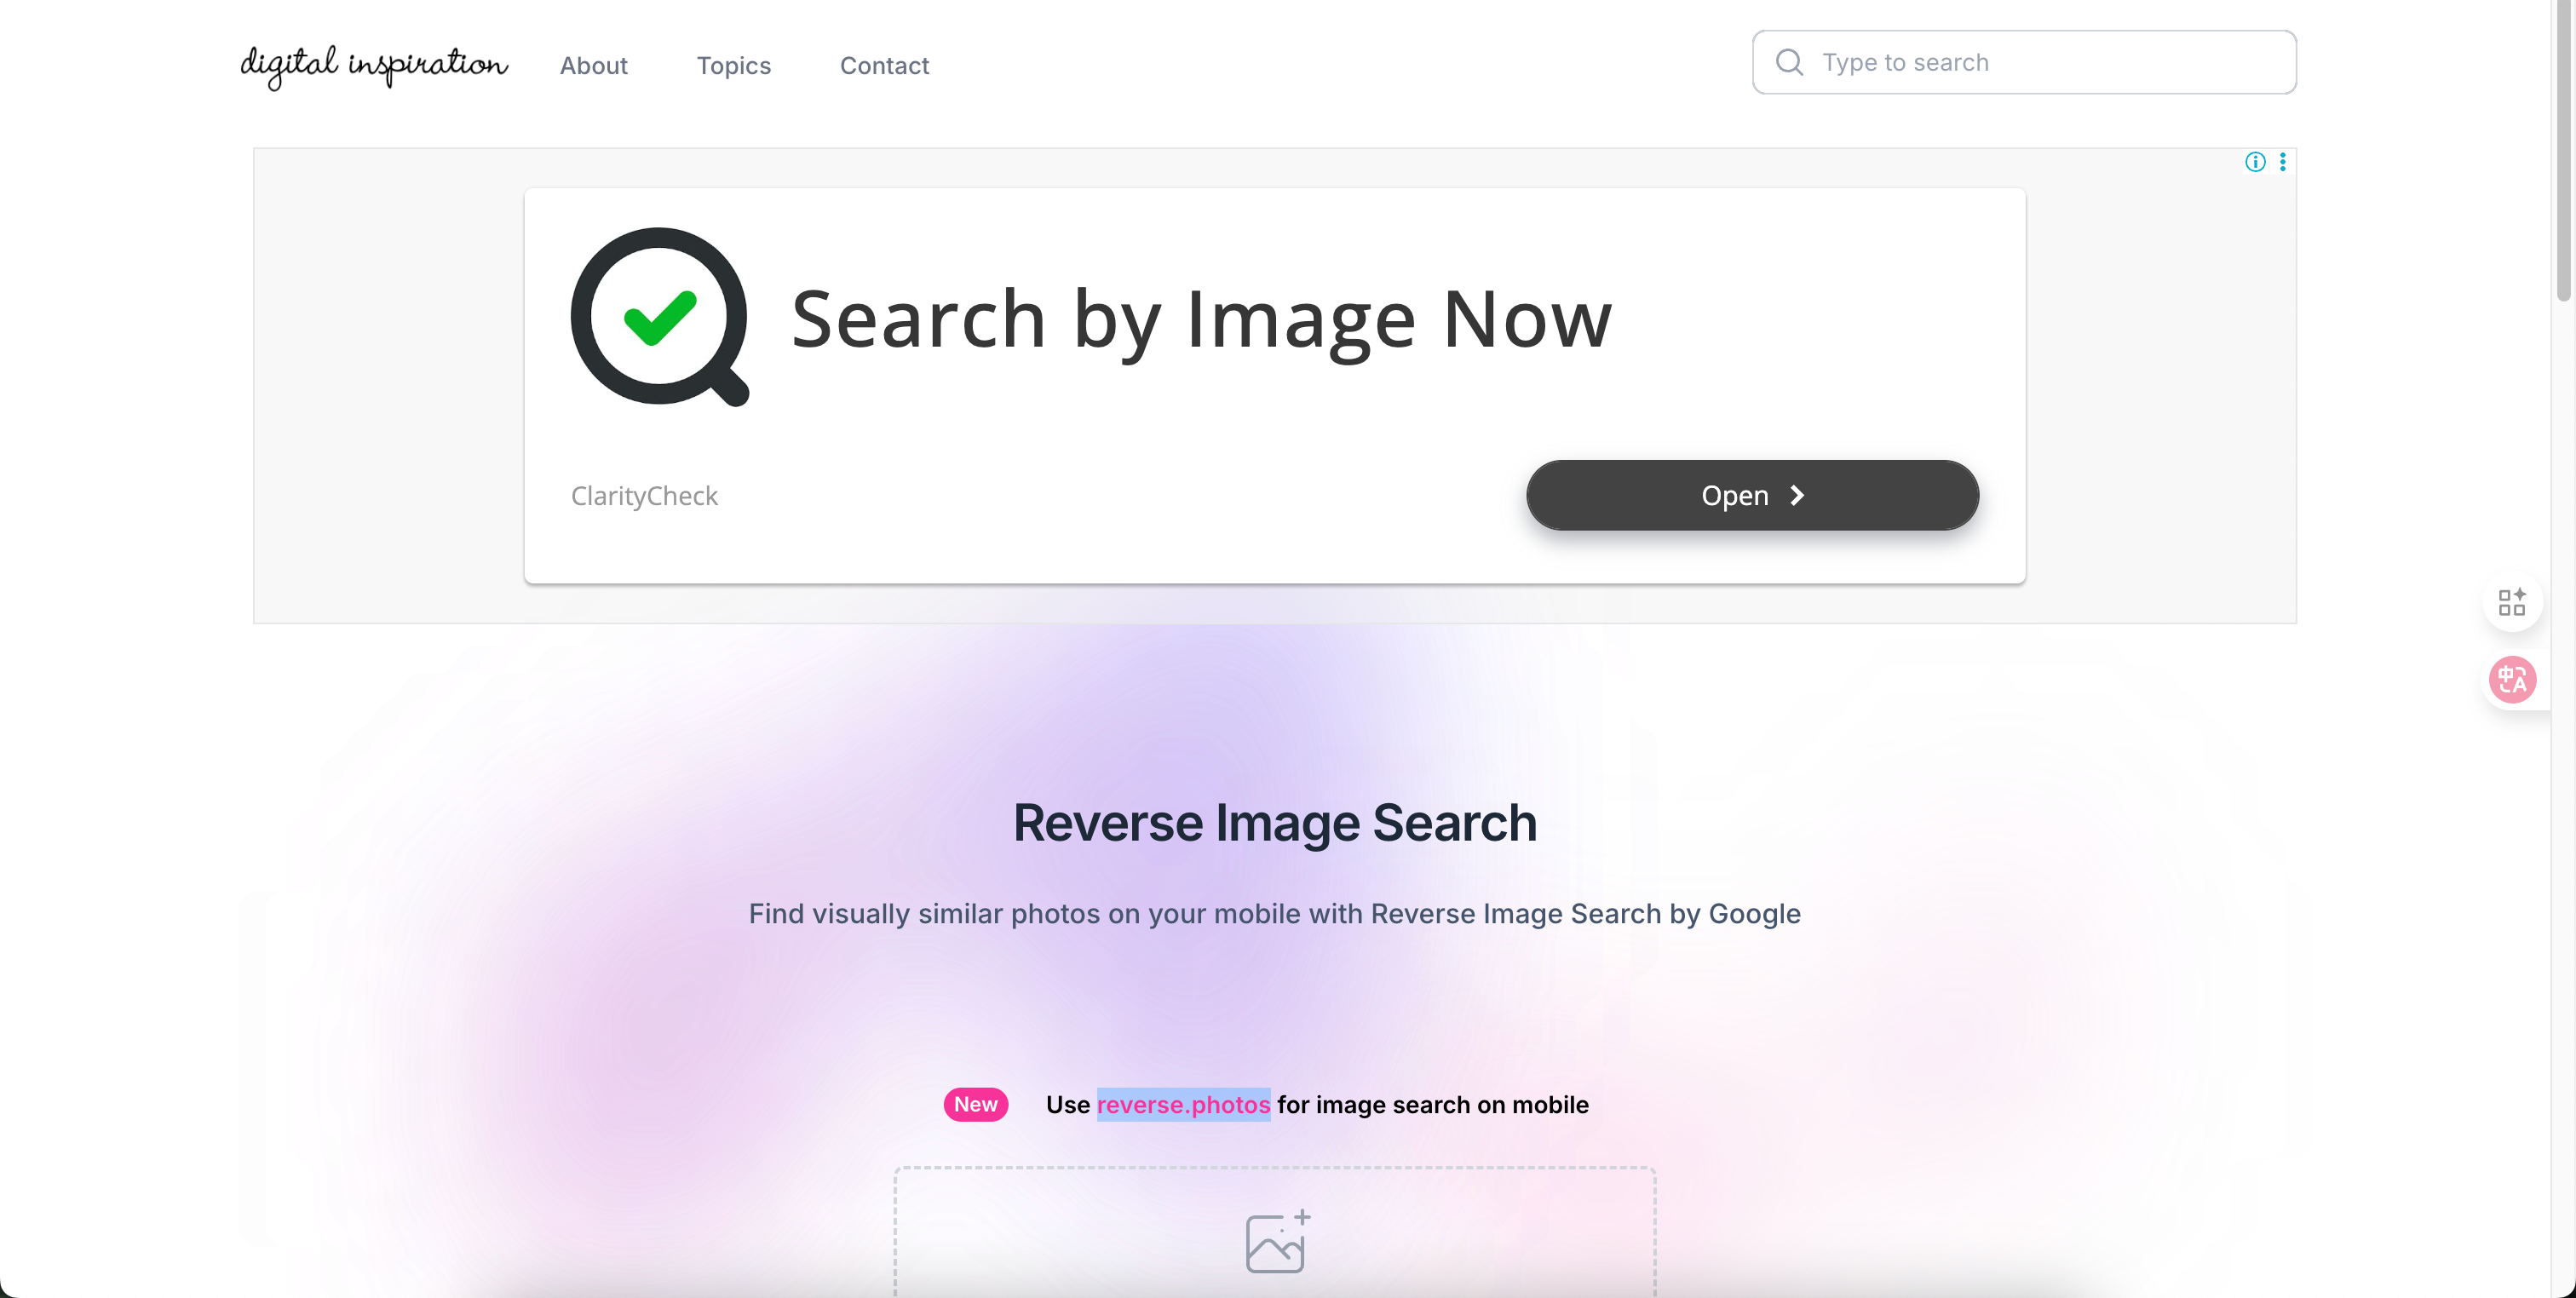 digital inspiration
About
Topics
Contact
Type to search
Search by Image Now
ClarityCheck
Open
Reverse Image Search
Find visually similar photos on your mobile with Reverse Image Search by Google
New
Use reverse.photos for image search on mobile
中A